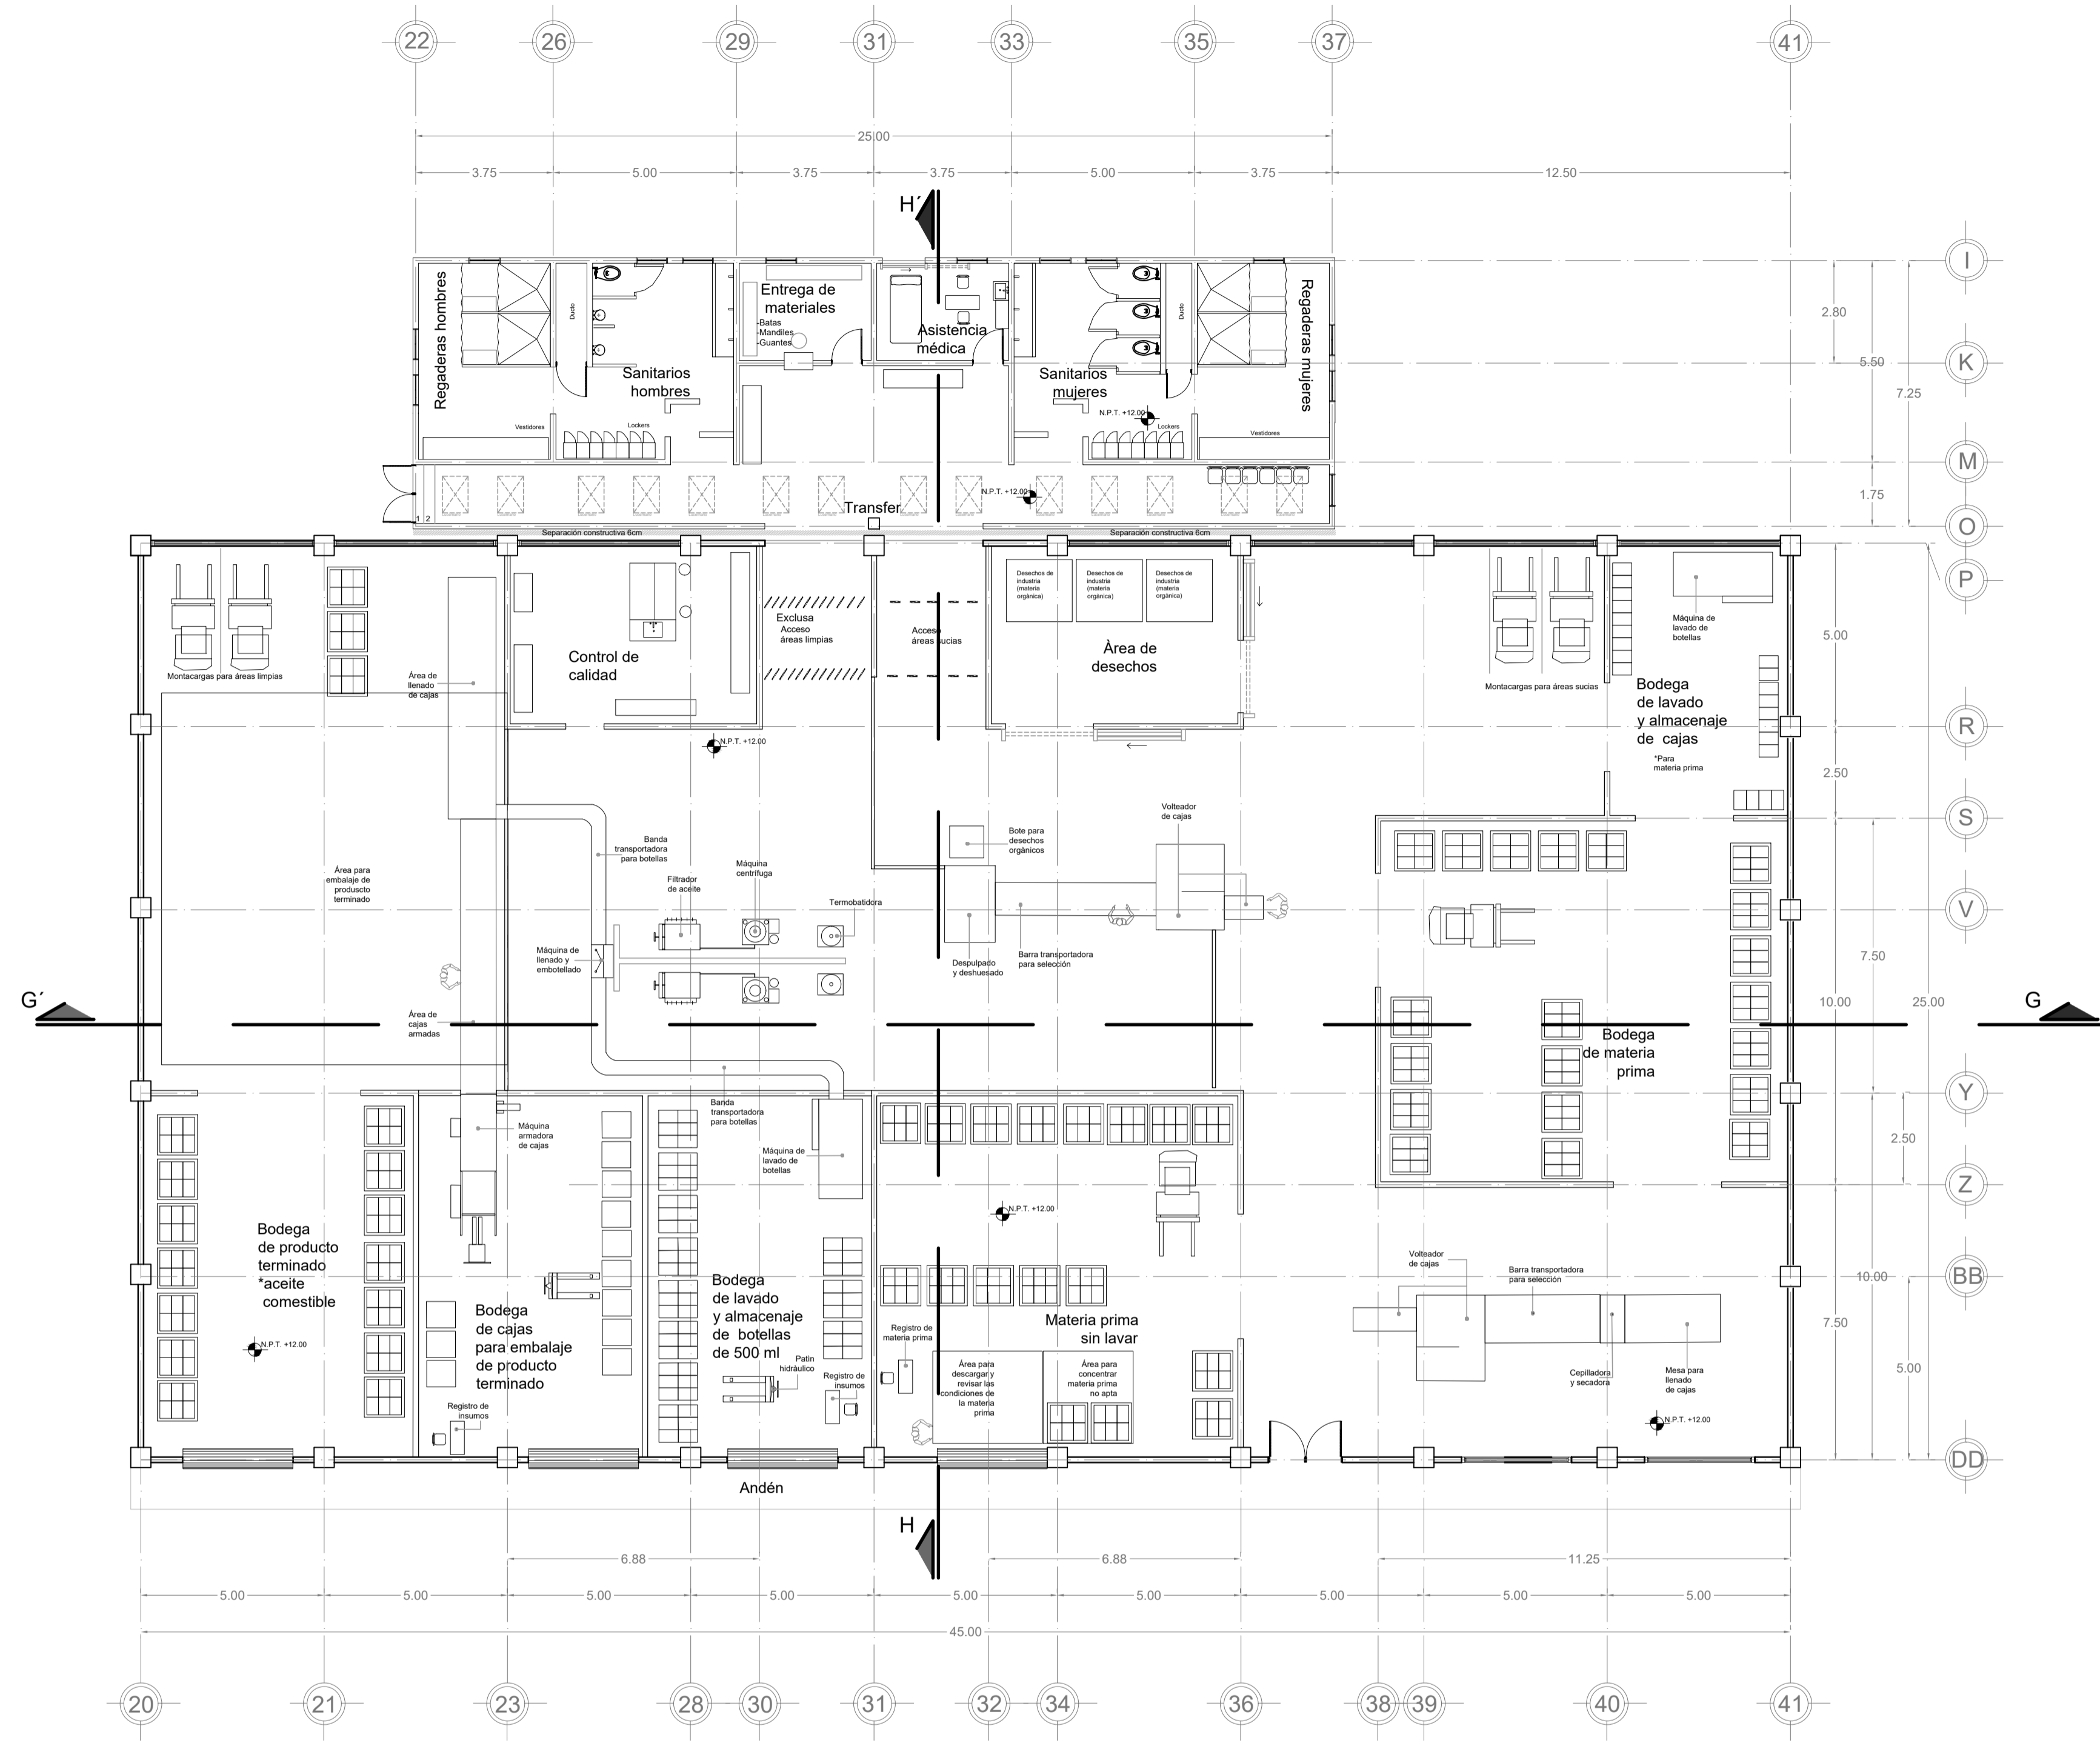 22
26
29
31
33
35
37
41
25.00
3.75
5.00
3.75
3.75
5.00
3.75
12.50
H´
I
K
M
O
P
R
S
V
Y
Z
BB
DD
2.80
5.50
7.25
1.75
5.00
2.50
7.50
10.00
25.00
2.50
10.00
7.50
5.00
Regaderas hombres
Ducto
Vestidores
Sanitarios
hombres
Lockers
Entrega de
materiales
-Batas
-Mandiles
-Guantes
Asistencia
médica
Sanitarios
mujeres
N.P.T. +12.00
Lockers
Ducto
Regaderas mujeres
Vestidores
1 2
N.P.T. +12.00
Transfer
Separación constructiva 6cm
Separación constructiva 6cm
Montacargas para áreas limpias
Área de
llenado
de cajas
Control de
calidad
Exclusa
Acceso
áreas limpias
Acceso
áreas sucias
Desechos de
industria
(materia
orgánica)
Desechos de
industria
(materia
orgánica)
Desechos de
industria
(materia
orgánica)
Àrea de
desechos
Montacargas para áreas sucias
Máquina de
lavado de
botellas
Bodega
de lavado
y almacenaje
de cajas
*Para
materia prima
N.P.T. +12.00
Área para
embalaje de
produscto
terminado
Banda
transportadora
para botellas
Filtrador
de aceite
Máquina
centrífuga
Termobatidora
Máquina de
llenado y
embotellado
Bote para
desechos
orgànicos
Volteador
de cajas
Despulpado
y deshuesado
Barra transportadora
para selección
Área de
cajas
armadas
G´
G
Bodega
de materia
prima
Máquina
armadora
de cajas
Banda
transportadora
para botellas
Máquina de
lavado de
botellas
Bodega
de producto
terminado
*aceite
comestible
N.P.T. +12.00
Bodega
de cajas
para embalaje
de producto
terminado
Registro de
insumos
Bodega
de lavado
y almacenaje
de botellas
de 500 ml
Patin
hidràulico
Registro de
insumos
N.P.T. +12.00
Materia prima
sin lavar
Registro de
materia prima
Área para
descargar y
revisar las
condiciones de
la materia
prima
Área para
concentrar
materia prima
no apta
Volteador
de cajas
Barra transportadora
para selección
Cepilladora
y secadora
Mesa para
llenado
de cajas
N.P.T. +12.00
Andén
H
6.88
6.88
11.25
5.00
5.00
5.00
5.00
5.00
5.00
5.00
5.00
5.00
45.00
20
21
23
28
30
31
32
34
36
38
39
40
41